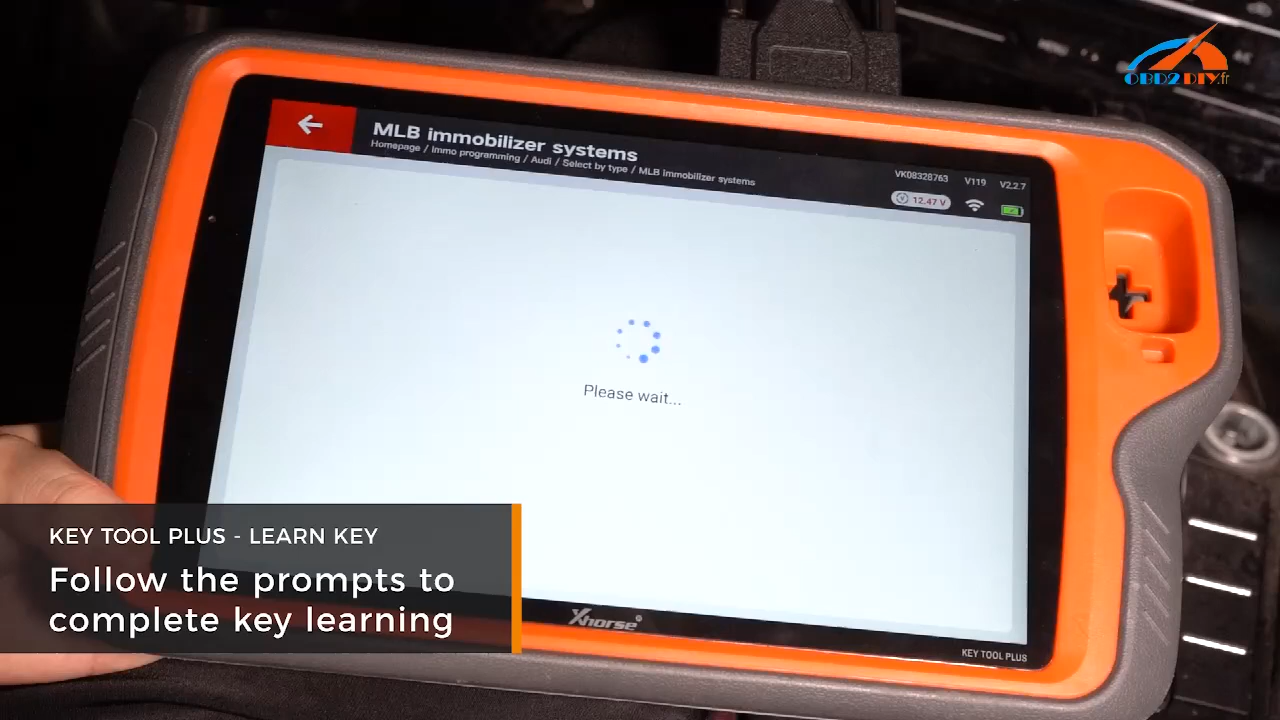 OBD2 DIY.fr
MLB immobilizer systems
Homepage / Immo programming / Audi / Select by type / MLB immobilizer systems
VK08328763 V119 V2.2.7
12.47 V
Please wait...
KEY TOOL PLUS - LEARN KEY
Follow the prompts to
complete key learning
Xhorse
KEY TOOL PLUS